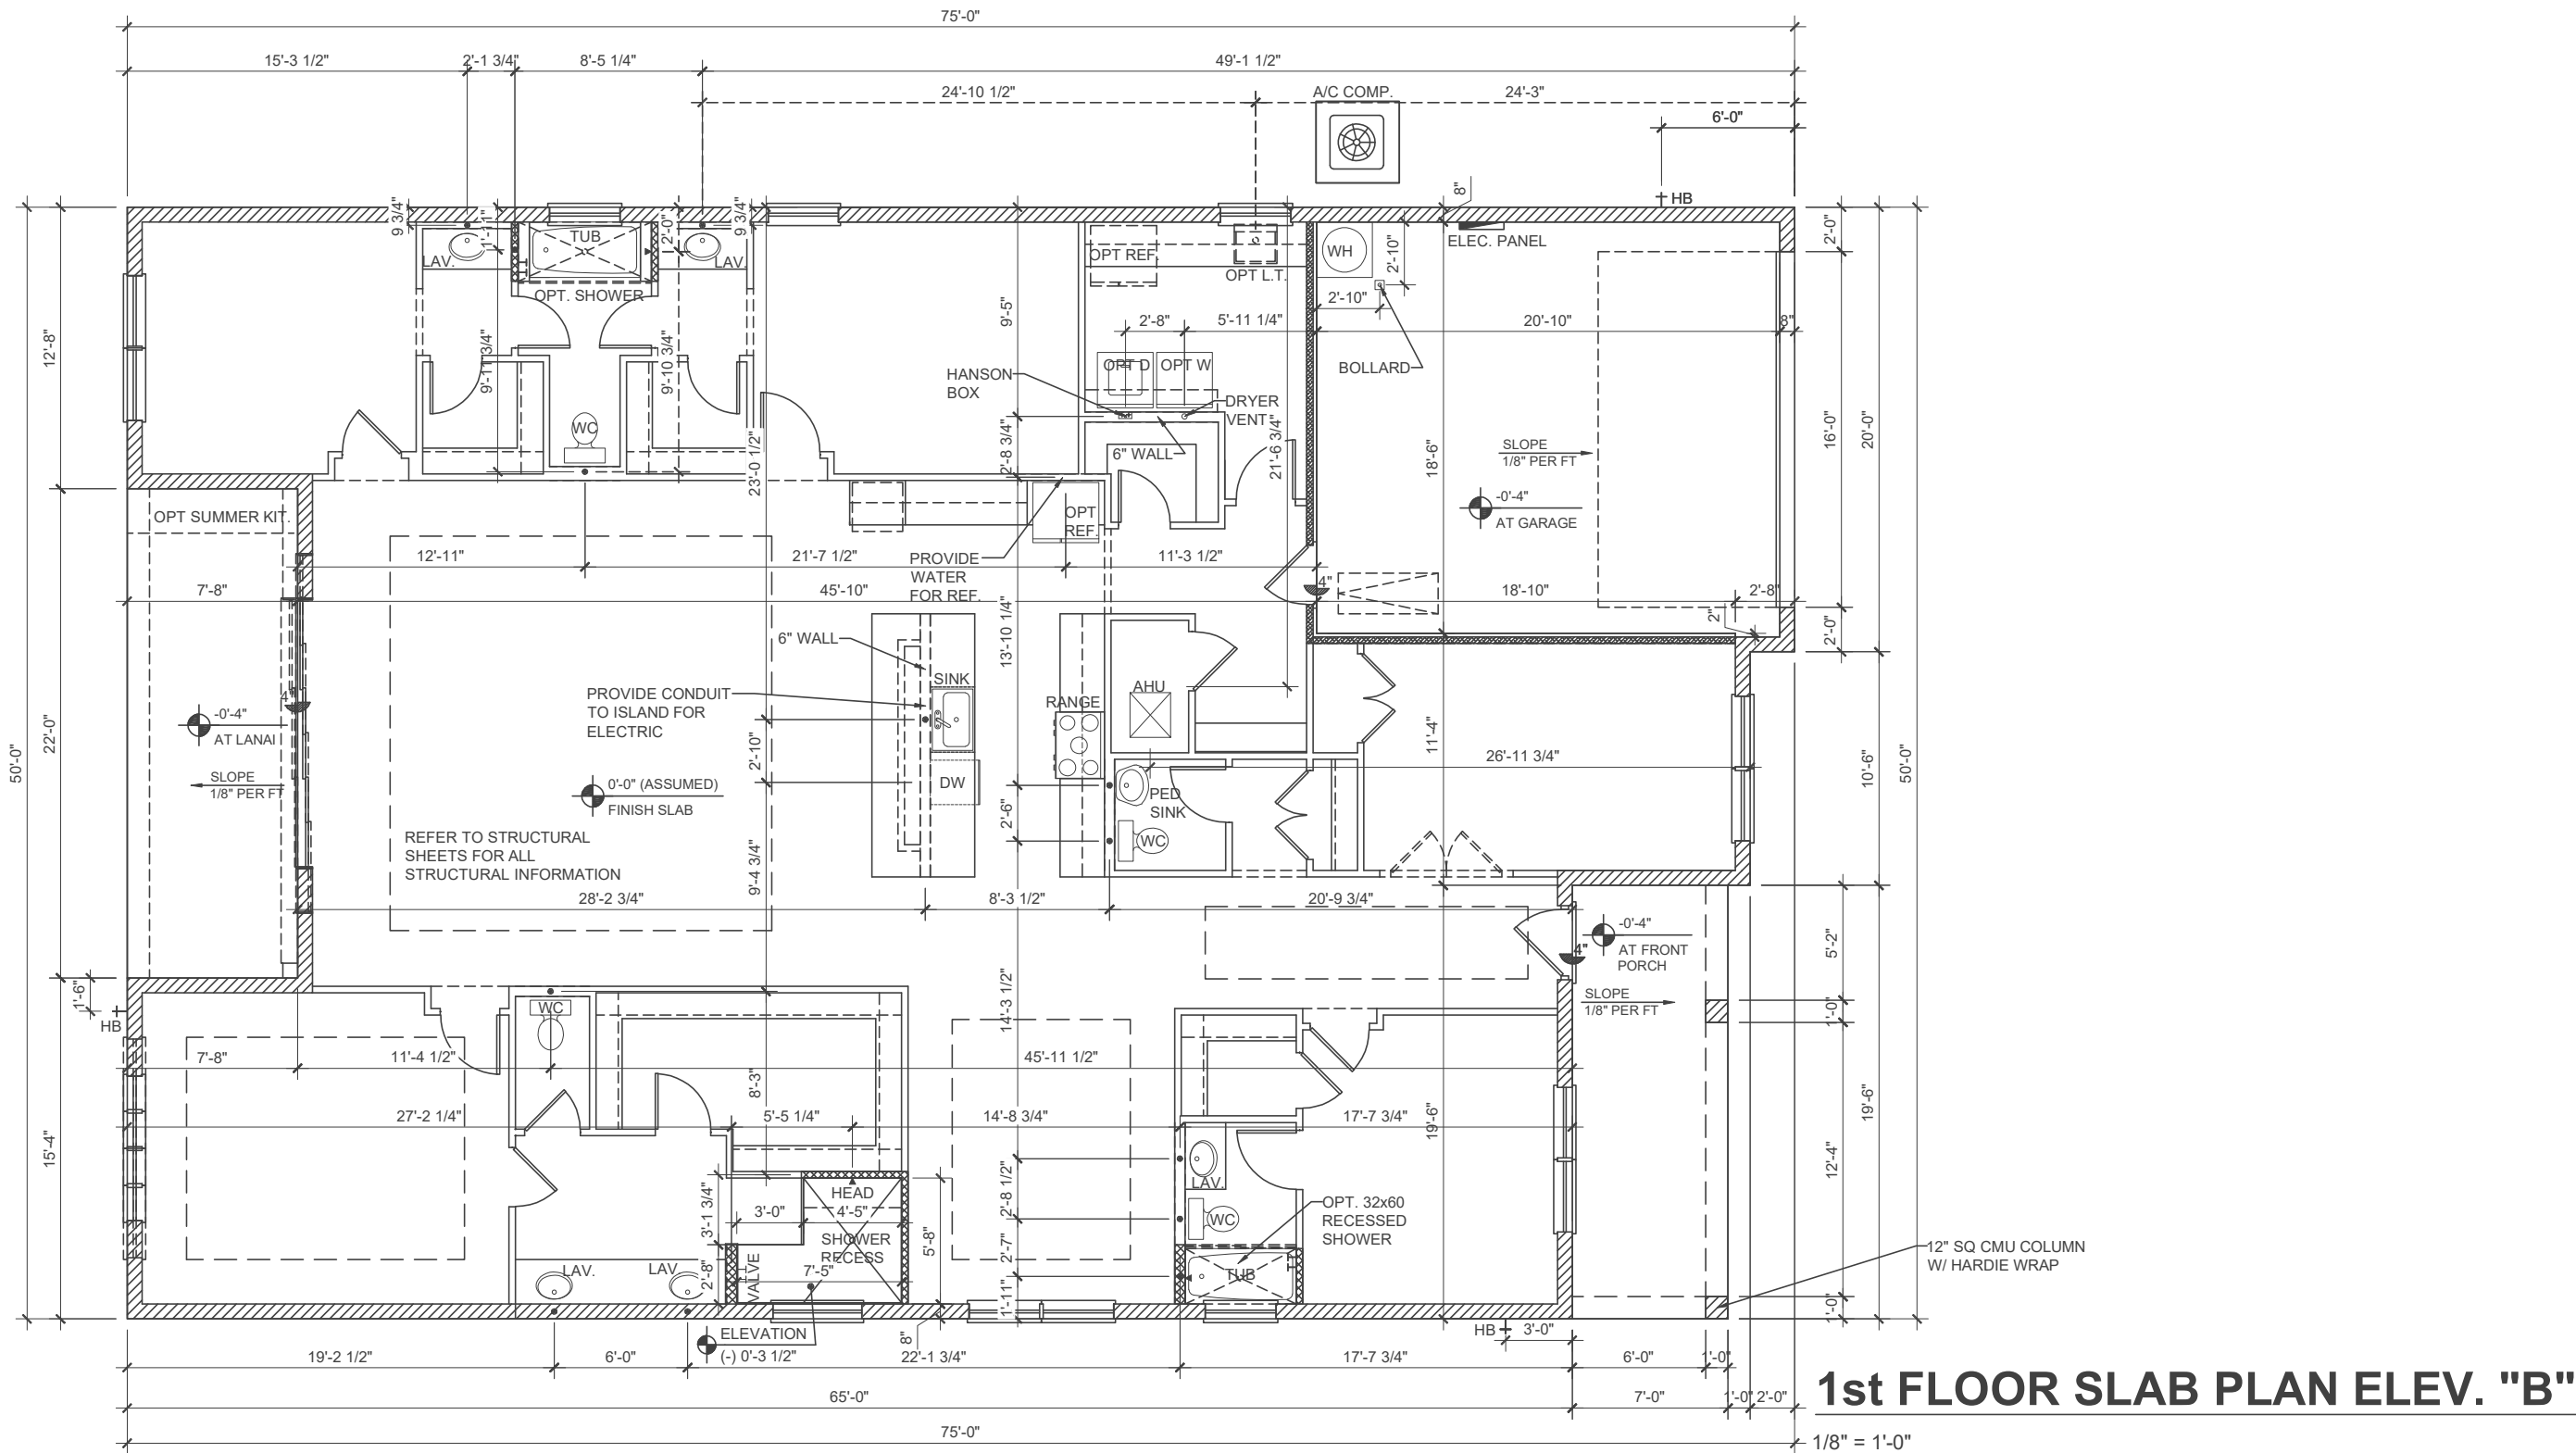 75'-0"
15'-3 1/2"
2'-1 3/4"
8'-5 1/4"
49'-1 1/2"
24'-10 1/2"
A/C COMP.
24'-3"
6'-0"
HB
8"
9 3/4"
1'-11"
2'-0"
9 3/4"
TUB
LAV.
LAV.
OPT. SHOWER
OPT REF.
OPT L.T.
WH
2'-10"
2'-10"
ELEC. PANEL
2'-0"
12'-8"
9'-5"
2'-8"
5'-11 1/4"
20'-10"
8"
9'-11 3/4"
9'-10 3/4"
HANSON
BOX
OPT D
OPT W
BOLLARD
DRYER
VENT
WC
23'-0 1/2"
2'-8 3/4"
6" WALL
21'-6 3/4"
18'-6"
SLOPE
1/8" PER FT
16'-0"
20'-0"
-0'-4"
AT GARAGE
OPT SUMMER KIT.
OPT
REF.
12'-11"
21'-7 1/2"
PROVIDE
WATER
FOR REF.
11'-3 1/2"
7'-8"
45'-10"
4"
18'-10"
2'-8"
2"
2'-0"
13'-10 1/4"
6" WALL
SINK
PROVIDE CONDUIT
TO ISLAND FOR
ELECTRIC
RANGE
AHU
4"
-0'-4"
AT LANAI
50'-0"
22'-0"
2'-10"
11'-4"
26'-11 3/4"
10'-6"
50'-0"
SLOPE
1/8" PER FT
0'-0" (ASSUMED)
FINISH SLAB
DW
PED
SINK
2'-6"
WC
REFER TO STRUCTURAL
SHEETS FOR ALL
STRUCTURAL INFORMATION
9'-4 3/4"
28'-2 3/4"
8'-3 1/2"
20'-9 3/4"
-0'-4"
AT FRONT
PORCH
4"
5'-2"
1'-6"
HB
WC
14'-3 1/2"
SLOPE
1/8" PER FT
1'-0"
7'-8"
11'-4 1/2"
45'-11 1/2"
8'-3"
27'-2 1/4"
5'-5 1/4"
14'-8 3/4"
17'-7 3/4"
19'-6"
19'-6"
15'-4"
12'-4"
HEAD
3'-1 3/4"
3'-0"
4'-5"
SHOWER
RECESS
5'-8"
2'-8 1/2"
LAV.
WC
OPT. 32x60
RECESSED
SHOWER
2'-7"
LAV.
LAV.
2'-8"
VALVE
7'-5"
1'-11"
TUB
12" SQ CMU COLUMN
W/ HARDIE WRAP
1'-0"
ELEVATION
(-) 0'-3 1/2"
8"
HB
3'-0"
19'-2 1/2"
6'-0"
22'-1 3/4"
17'-7 3/4"
6'-0"
1'-0"
65'-0"
7'-0"
1'-0"
2'-0"
1st FLOOR SLAB PLAN ELEV. "B"
75'-0"
1/8" = 1'-0"